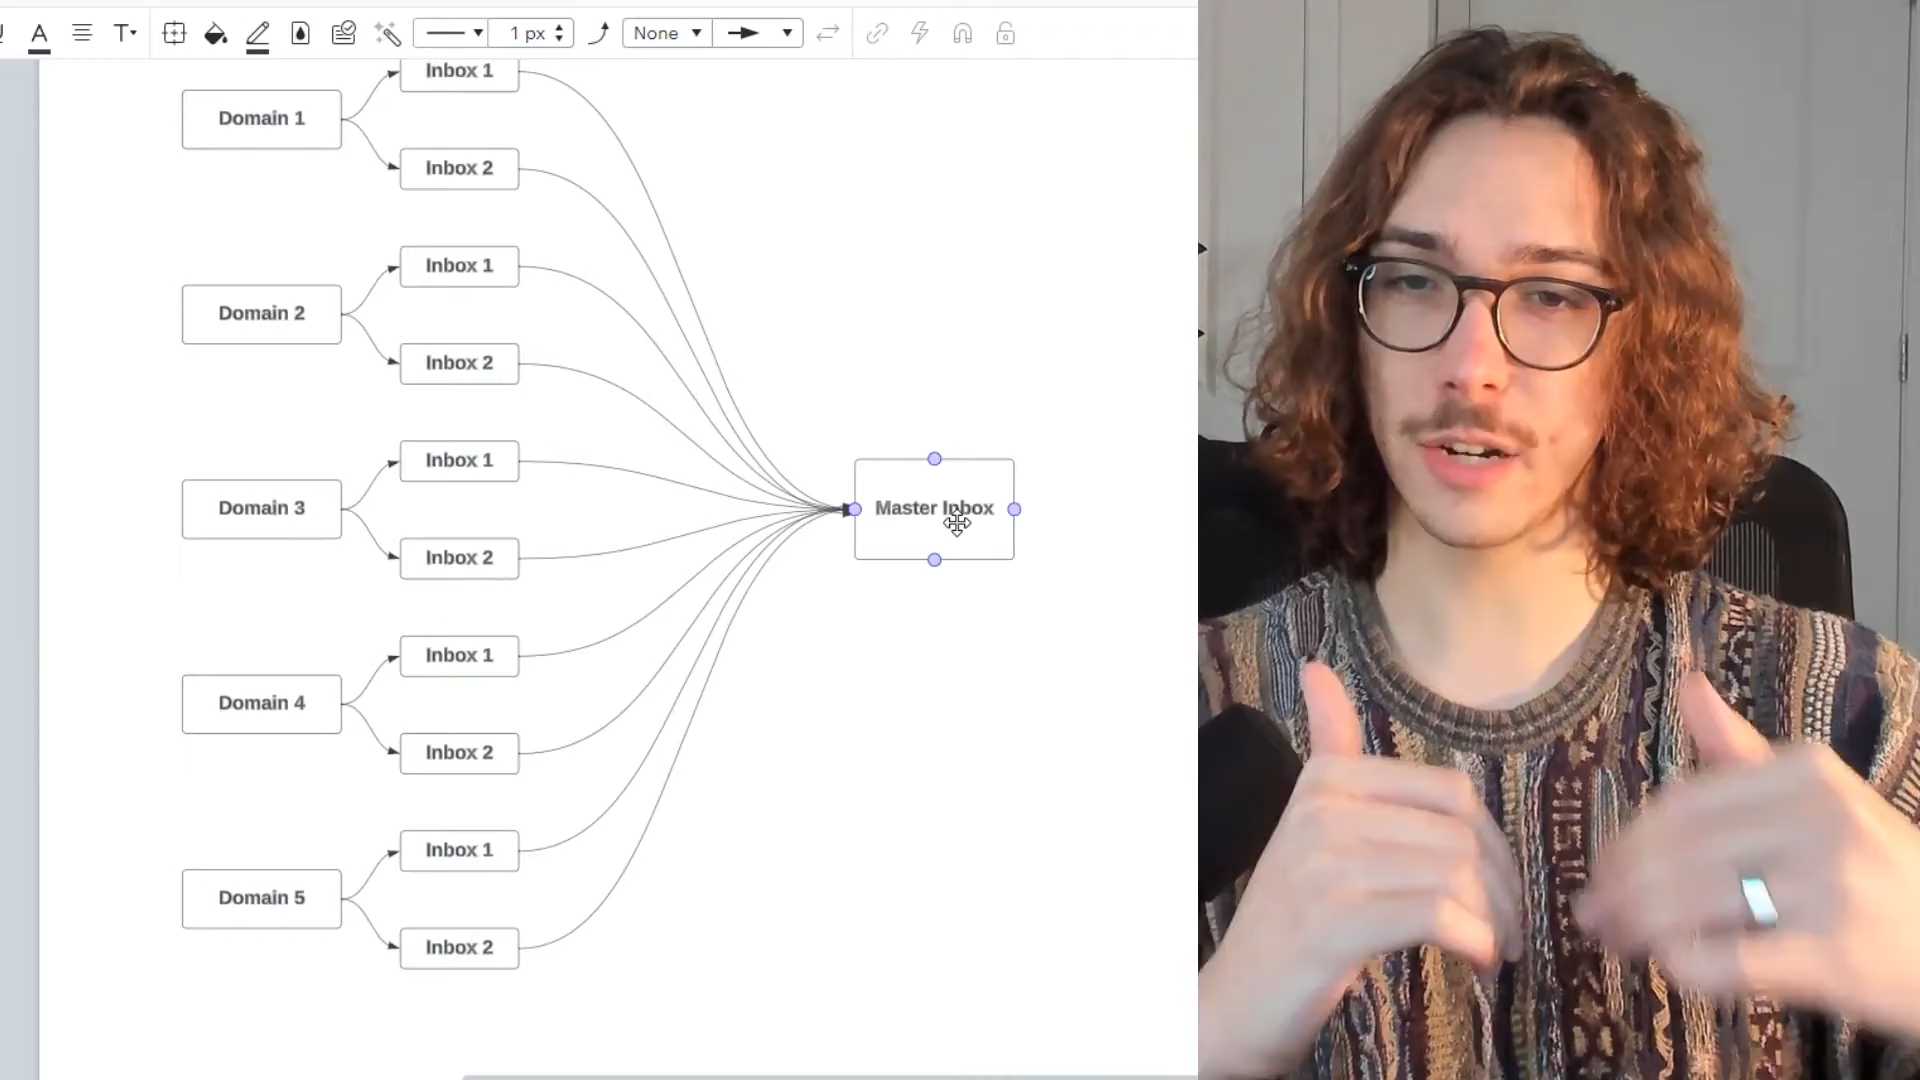 A
T
1 px
None
Inbox 1
Domain 1
Inbox 2
Inbox 1
Domain 2
Inbox 2
Inbox 1
Domain 3
Inbox 2
Master Inbox
Inbox 1
Domain 4
Inbox 2
Inbox 1
Domain 5
Inbox 2